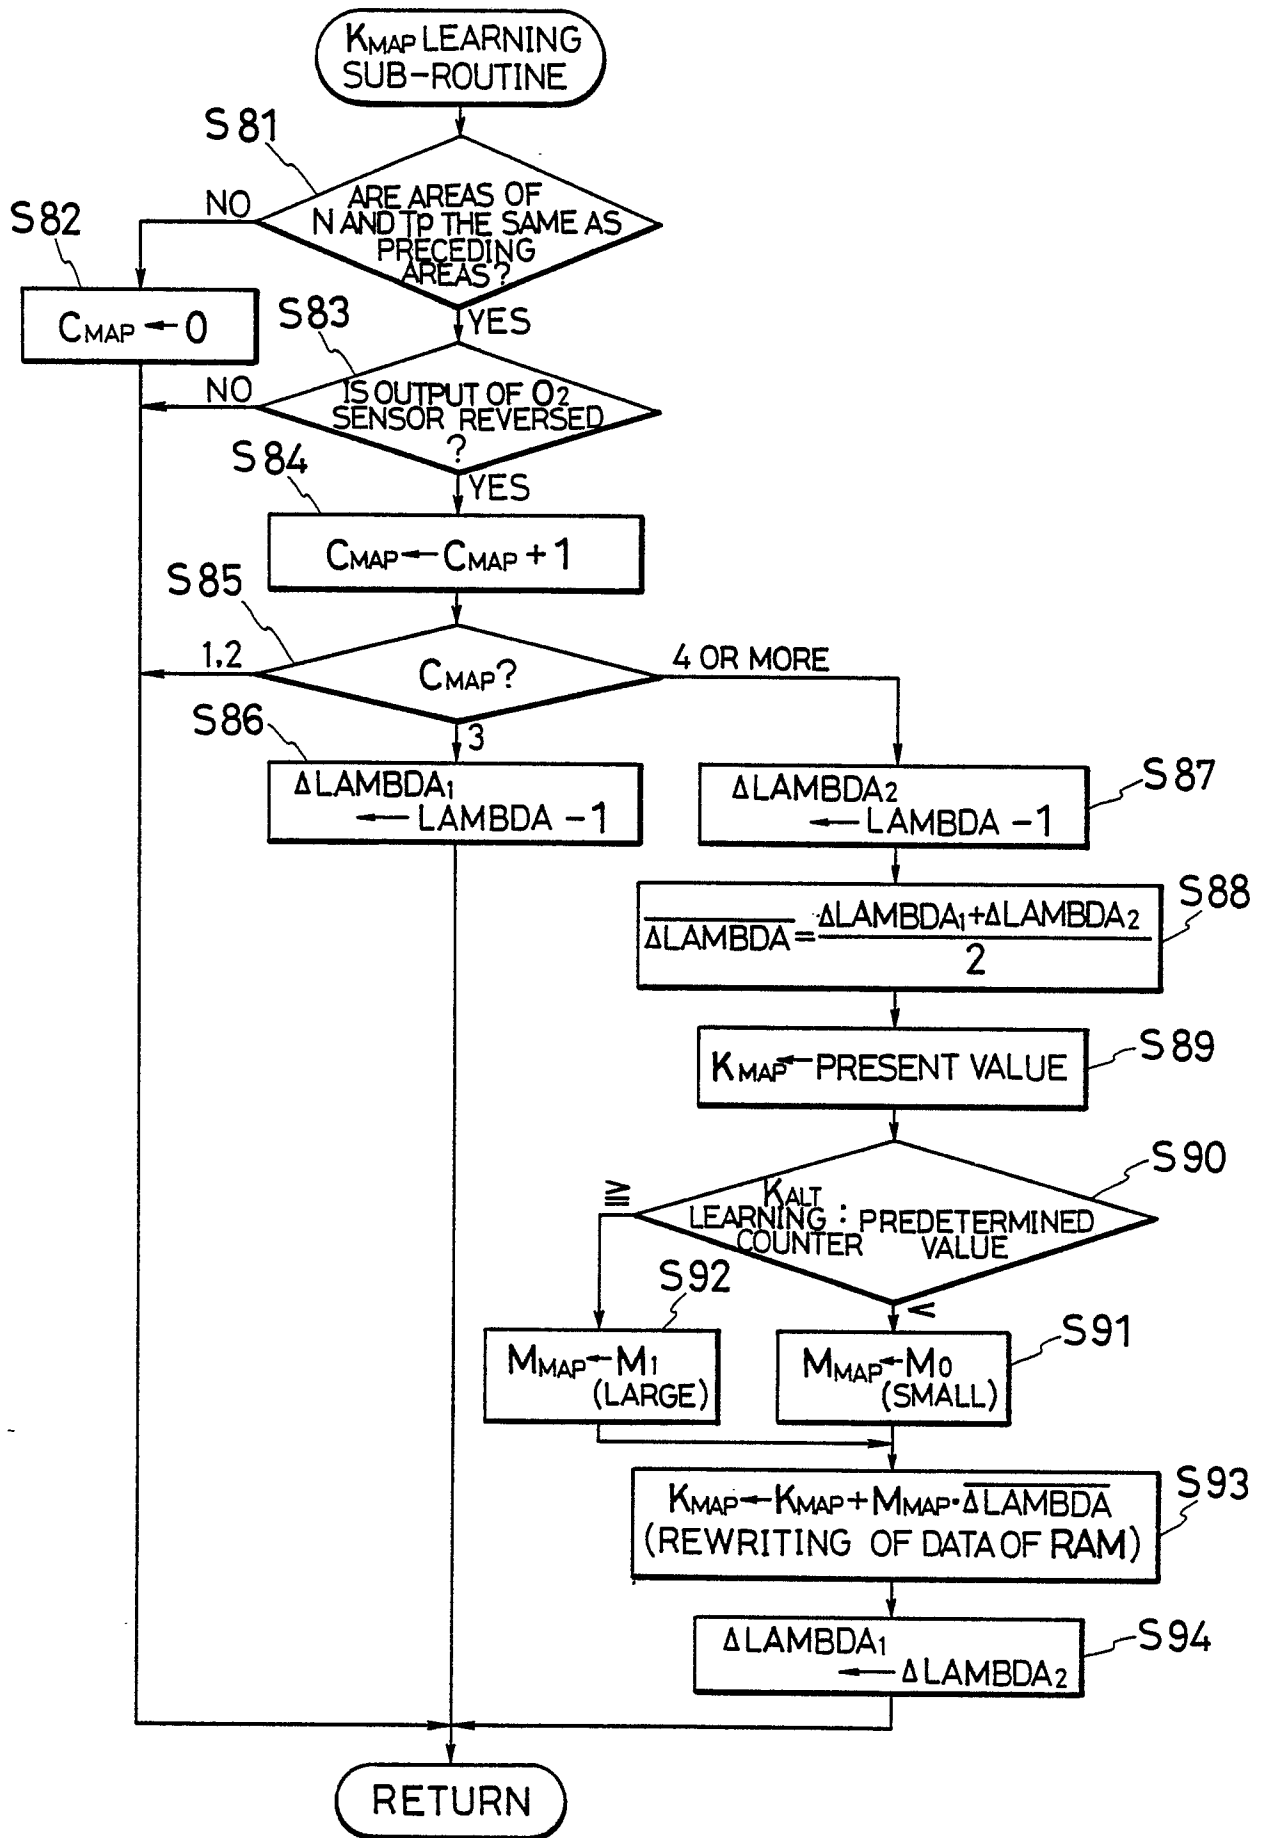 KMAP LEARNING
SUB-ROUTINE
S81
ARE AREAS OF
N AND TP THE SAME AS
PRECEDING
AREAS?
NO
YES
S82
CMAP ← 0
S83
IS OUTPUT OF O2
SENSOR REVERSED
?
NO
YES
S84
CMAP ← CMAP + 1
S85
CMAP?
1,2
3
4 OR MORE
S86
ΔLAMBDA1
← LAMBDA - 1
S87
ΔLAMBDA2
← LAMBDA - 1
S88
ΔLAMBDA = ΔLAMBDA1 + ΔLAMBDA2
2
S89
KMAP ← PRESENT VALUE
S90
KALT
LEARNING : PREDETERMINED
COUNTER VALUE
≧
<
S92
MMAP ← M1
(LARGE)
S91
MMAP ← M0
(SMALL)
S93
KMAP ← KMAP + MMAP · ΔLAMBDA
(REWRITING OF DATA OF RAM)
S94
ΔLAMBDA1
← ΔLAMBDA2
RETURN